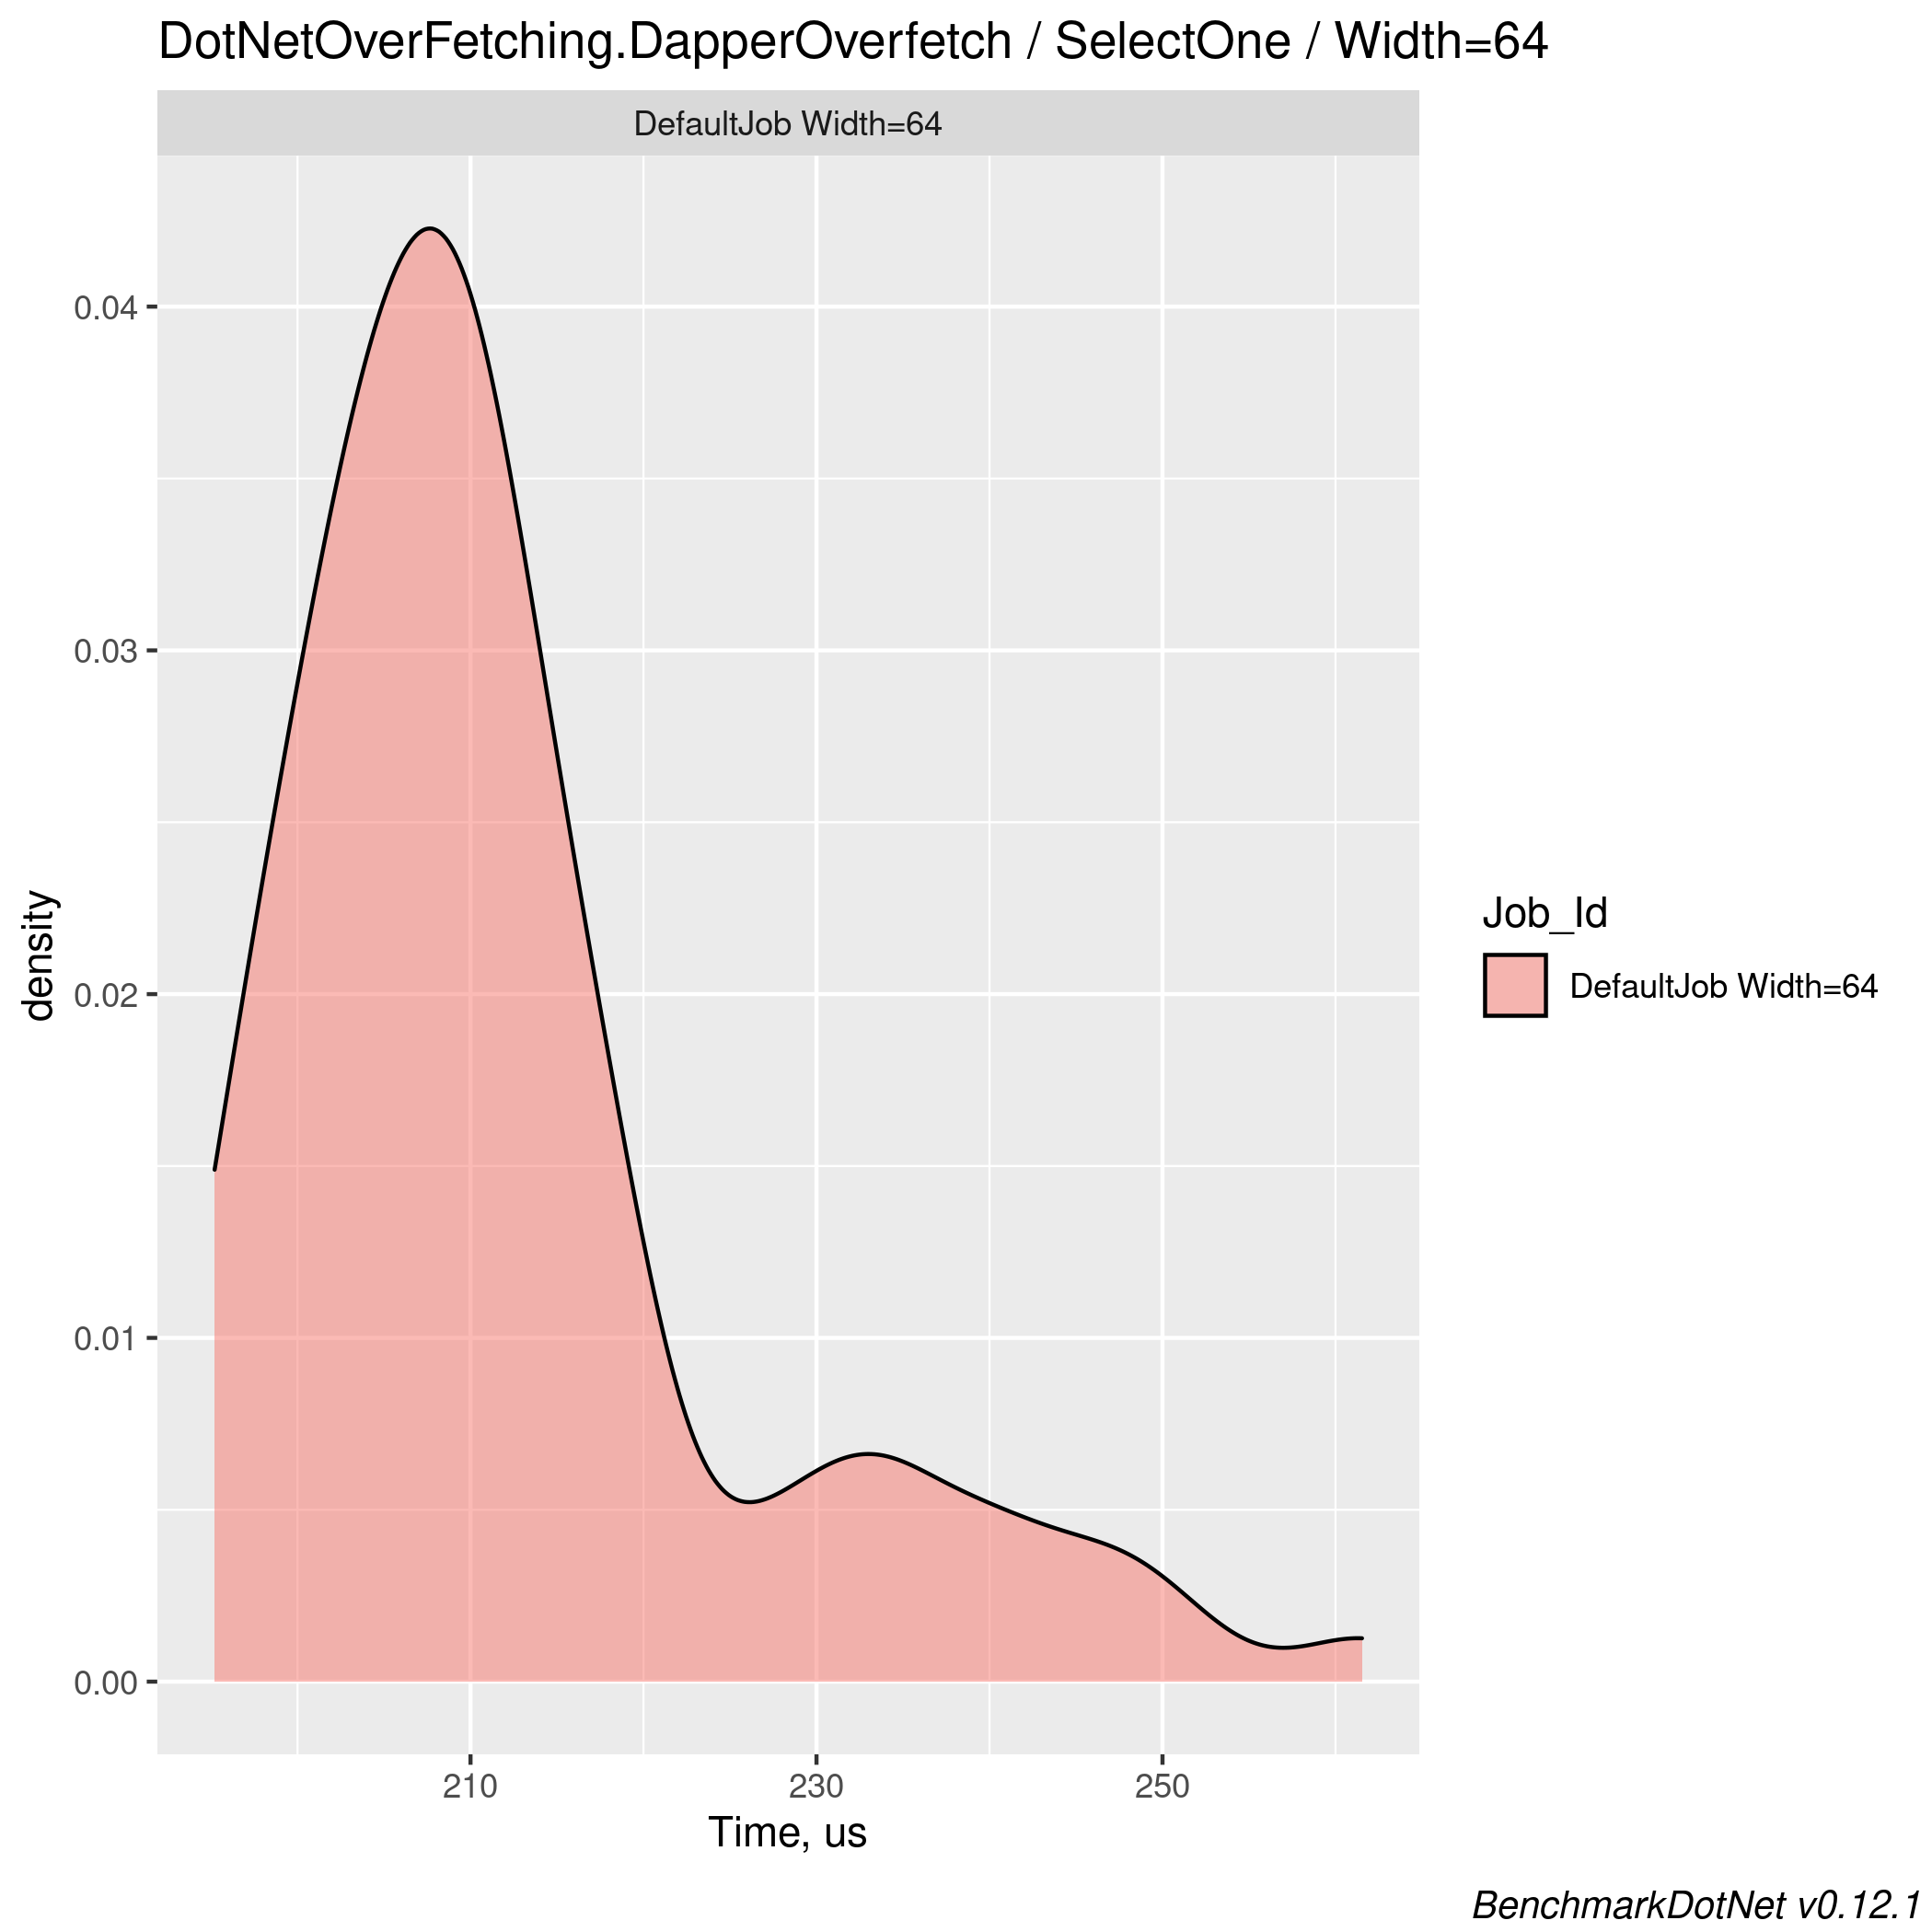 DotNetOverFetching.DapperOverfetch / SelectOne / Width=64
DefaultJob Width=64
0.04
0.03
0.02
0.01
0.00
density
210 230 250
Time, us
Job_Id
DefaultJob Width=64
BenchmarkDotNet v0.12.1